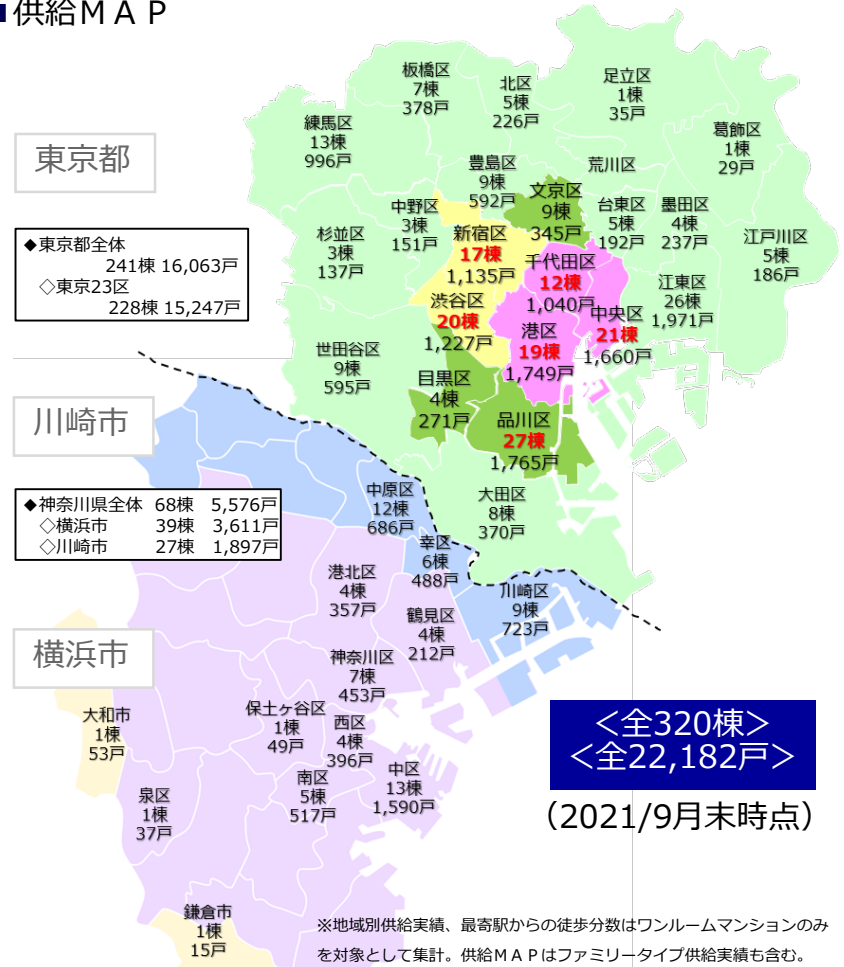 供給ＭＡＰ
板橋区
7棟
378戸
北区
5棟
226戸
足立区
1棟
35戸
練馬区
13棟
996戸
葛飾区
1棟
29戸
東京都
豊島区
9棟
592戸
荒川区
文京区
9棟
345戸
中野区
3棟
151戸
台東区
5棟
192戸
墨田区
4棟
237戸
杉並区
3棟
137戸
新宿区
17棟
1,135戸
江戸川区
5棟
186戸
◆東京都全体
241棟 16,063戸
◇東京23区
228棟 15,247戸
千代田区
12棟
1,040戸
江東区
26棟
1,971戸
渋谷区
20棟
1,227戸
中央区
21棟
1,660戸
港区
19棟
1,749戸
世田谷区
9棟
595戸
目黒区
4棟
271戸
川崎市
品川区
27棟
1,765戸
中原区
12棟
686戸
大田区
8棟
370戸
◆神奈川県全体 68棟 5,576戸
◇横浜市 39棟 3,611戸
◇川崎市 27棟 1,897戸
幸区
6棟
488戸
港北区
4棟
357戸
川崎区
9棟
723戸
鶴見区
4棟
212戸
横浜市
神奈川区
7棟
453戸
大和市
1棟
53戸
保土ヶ谷区
1棟
49戸
西区
4棟
396戸
＜全320棟＞
＜全22,182戸＞
中区
13棟
1,590戸
南区
5棟
517戸
泉区
1棟
37戸
（2021/9月末時点）
鎌倉市
1棟
15戸
※地域別供給実績、最寄駅からの徒歩分数はワンルームマンションのみ
を対象として集計。供給ＭＡＰはファミリータイプ供給実績も含む。